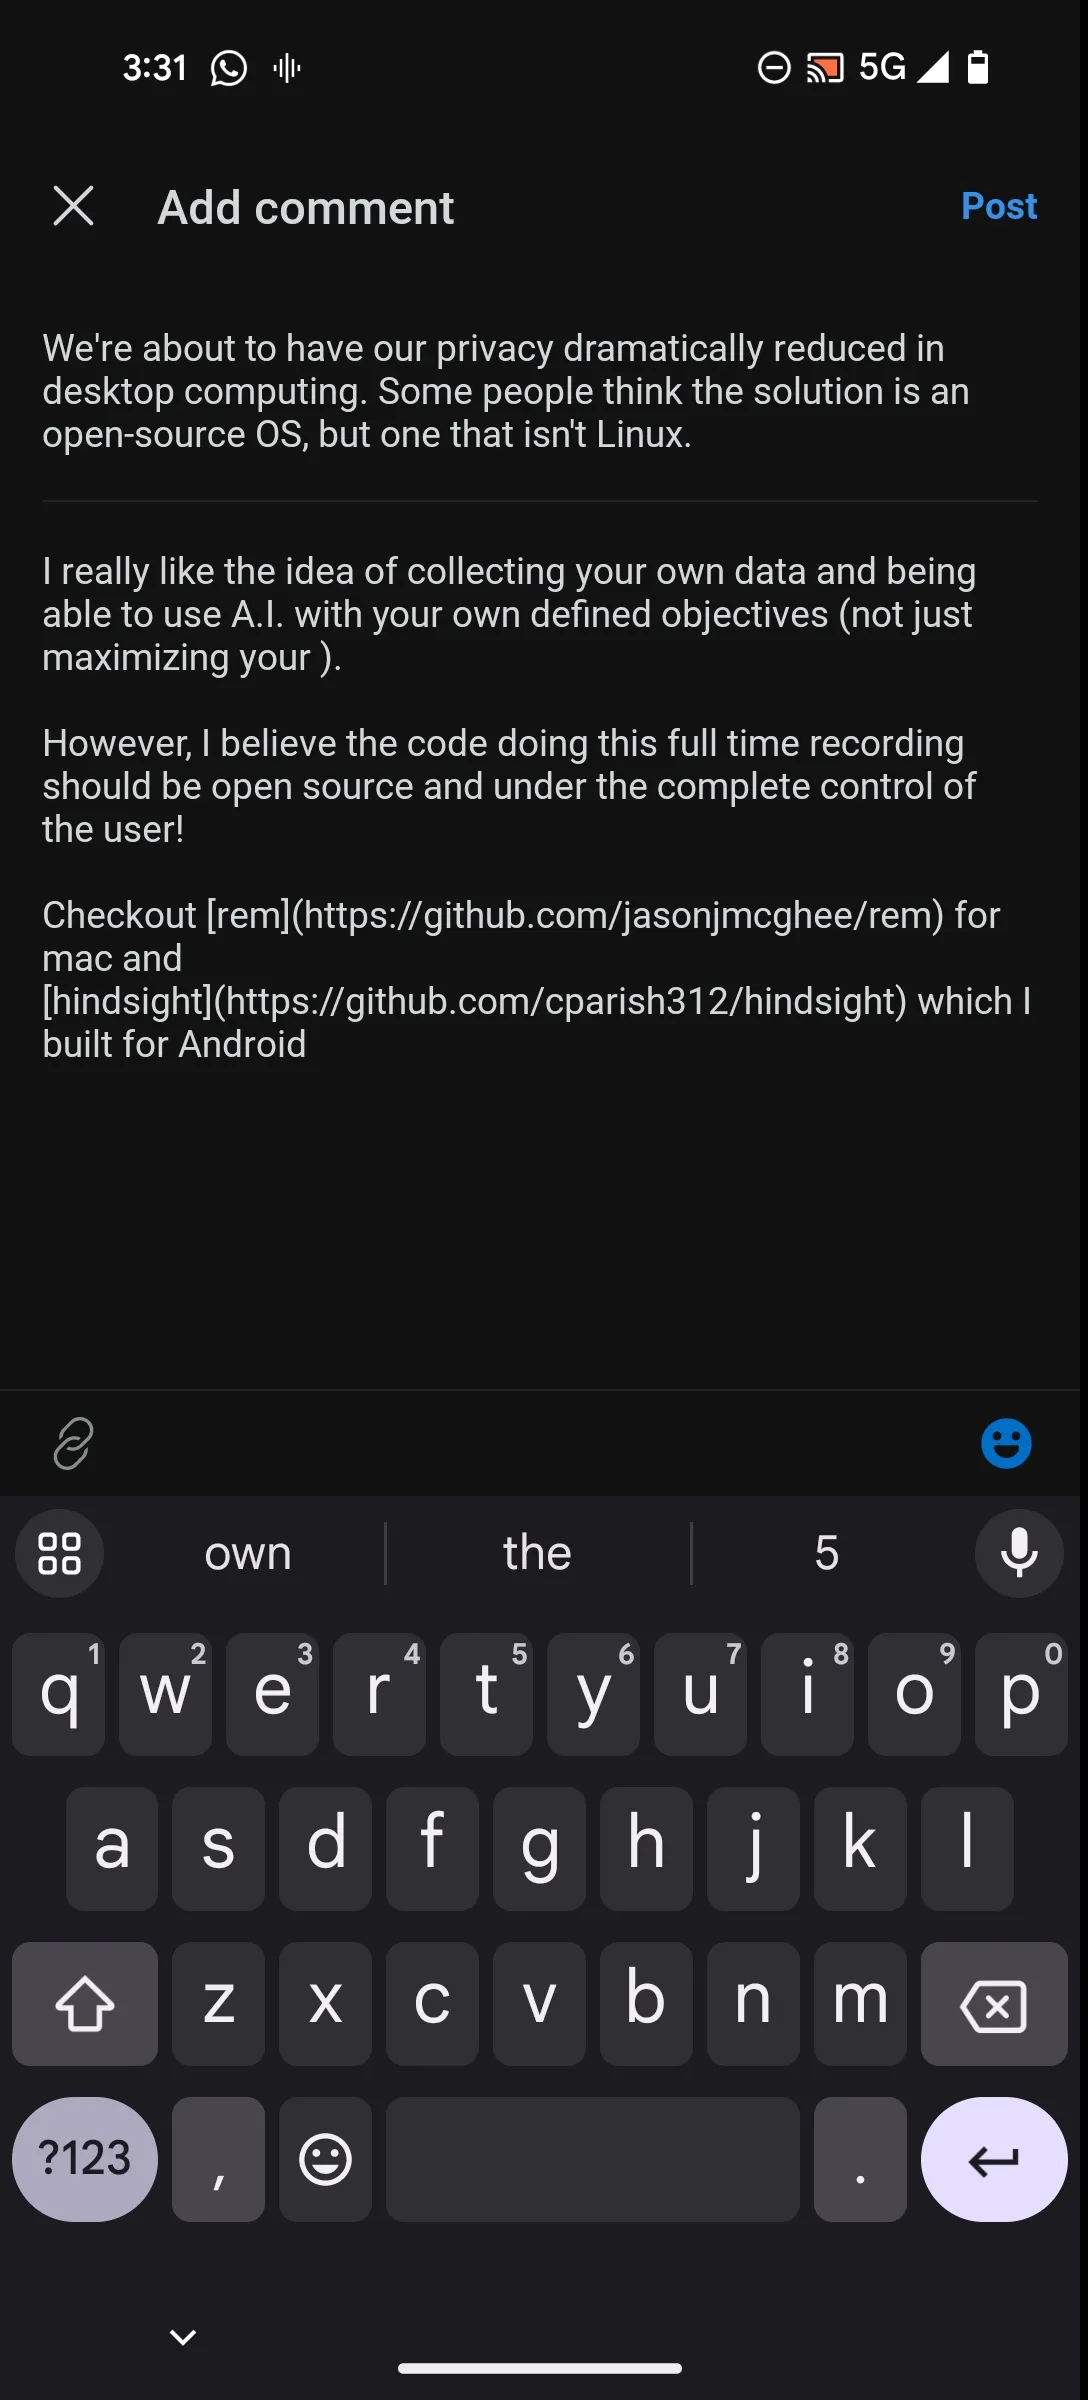 3:31
5G
Add comment
Post
We're about to have our privacy dramatically reduced in
desktop computing. Some people think the solution is an
open-source OS, but one that isn't Linux.
I really like the idea of collecting your own data and being
able to use A.I. with your own defined objectives (not just
maximizing your ).
However, I believe the code doing this full time recording
should be open source and under the complete control of
the user!
Checkout [rem](https://github.com/jasonjmcghee/rem) for
mac and
[hindsight](https://github.com/cparish312/hindsight) which I
built for Android
own the 5
1 2 3 4 5 6 7 8 9 0
q w e r t y u i o p
a s d f g h j k l
z x c v b n m
?123 , .